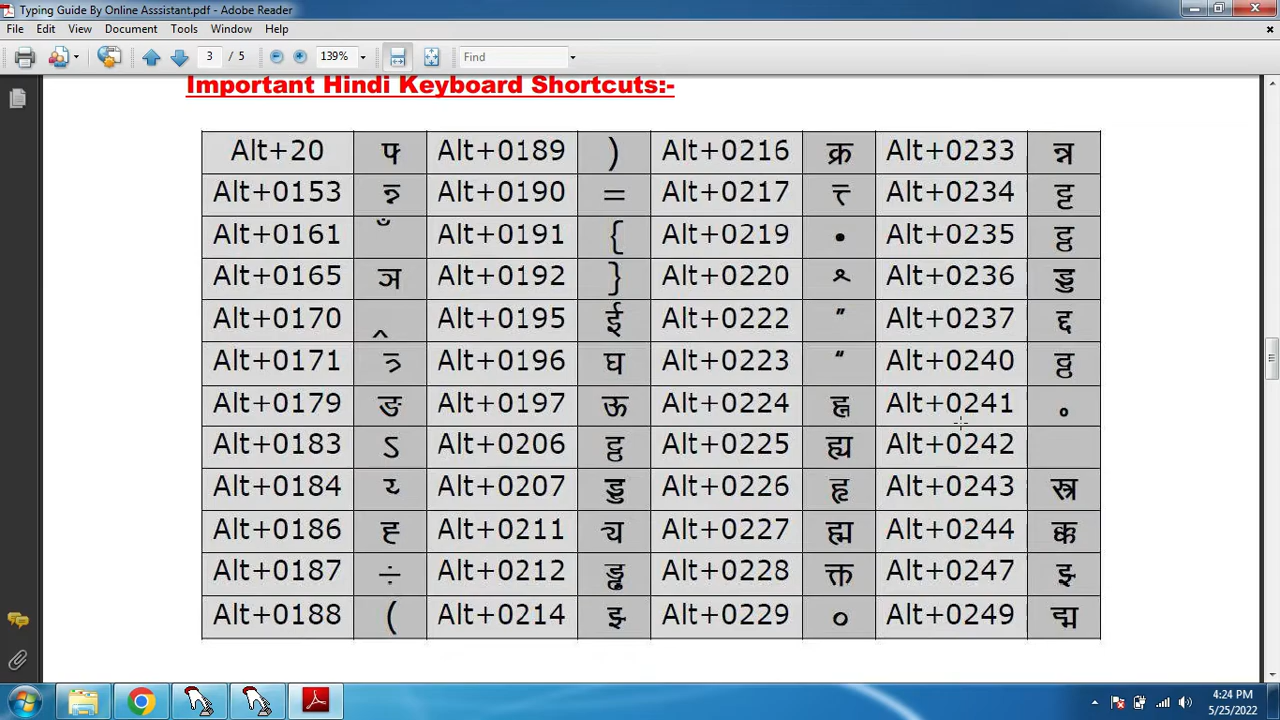 Typing Guide By Online Asssistant.pdf - Adobe Reader
File Edit View Document Tools Window Help
3 / 5 139% Find
Important Hindi Keyboard Shortcuts:-
Alt+20 फ् Alt+0189 ) Alt+0216 क्र Alt+0233 न्न
Alt+0153 Alt+0190 = Alt+0217 Alt+0234 ट्ट
Alt+0161 ँ Alt+0191 { Alt+0219 • Alt+0235 ट्ठ
Alt+0165 ञ Alt+0192 } Alt+0220 Alt+0236 ड्ड
Alt+0170 Alt+0195 ई Alt+0222 ” Alt+0237 द्द
Alt+0171 Alt+0196 घ Alt+0223 “ Alt+0240 ट्ठ
Alt+0179 ङ Alt+0197 ऊ Alt+0224 ह्न Alt+0241 ॰
Alt+0183 ऽ Alt+0206 ट्ठ Alt+0225 ह्य Alt+0242
Alt+0184 Alt+0207 ड्ड Alt+0226 हृ Alt+0243 स्त्र
Alt+0186 ह् Alt+0211 Alt+0227 ह्म Alt+0244 क्क
Alt+0187 ÷ Alt+0212 ड्ढ Alt+0228 क्त Alt+0247
Alt+0188 ( Alt+0214 Alt+0229 ० Alt+0249 द्म
4:24 PM
5/25/2022